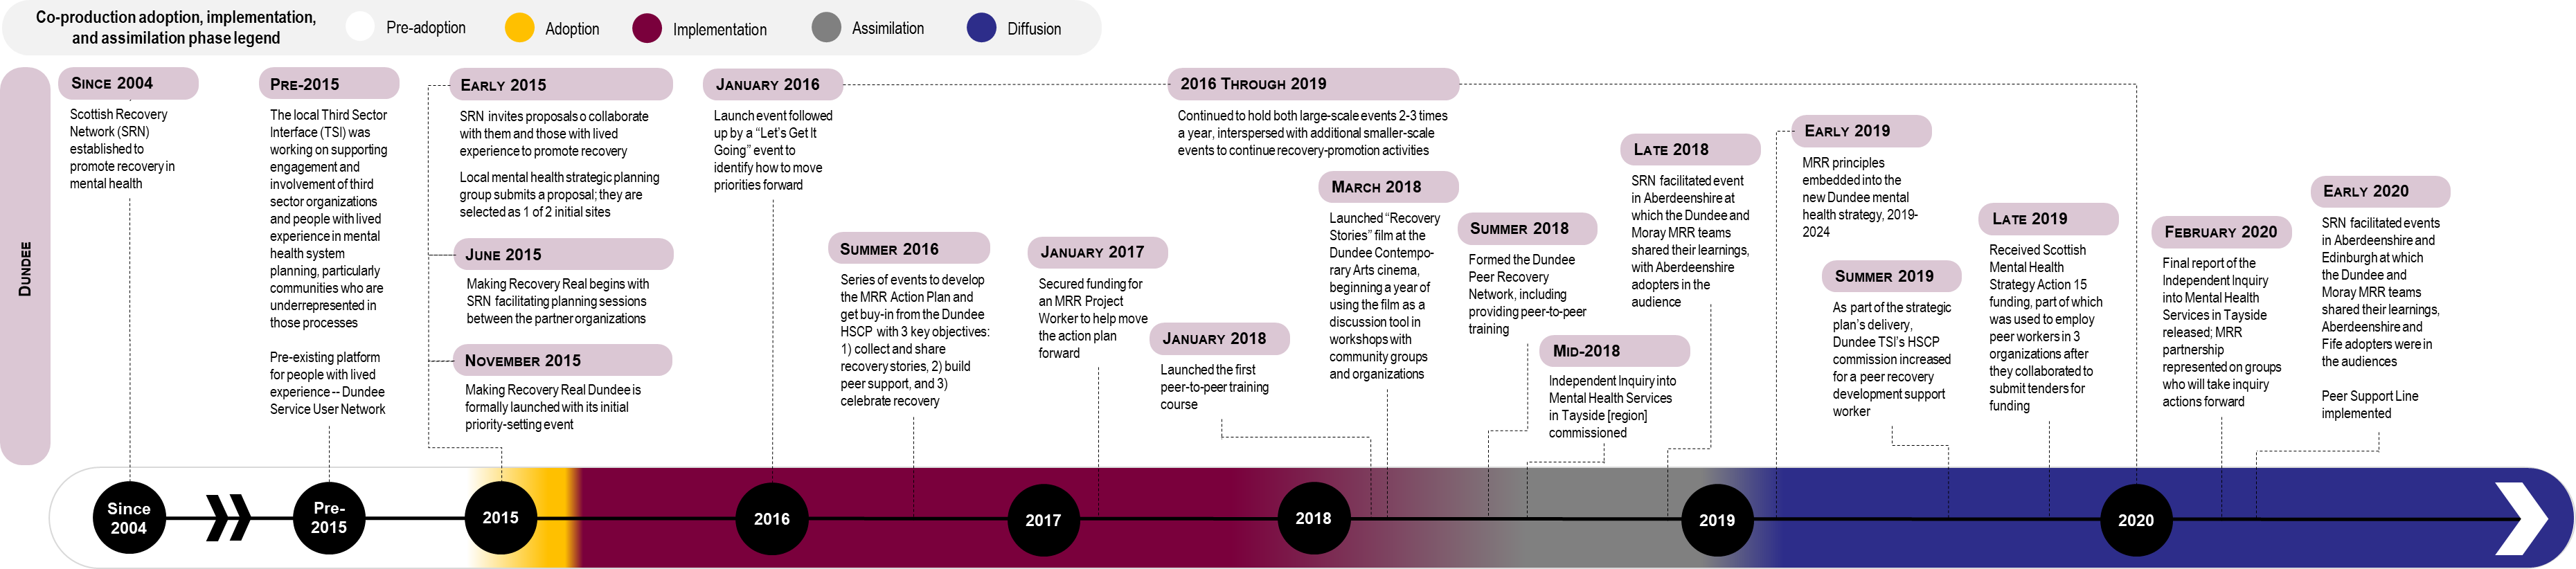 Co-production adoption, implementation,
and assimilation phase legend
Pre-adoption
Adoption
Implementation
Assimilation
Diffusion
DUNDEE
SINCE 2004
Scottish Recovery
Network (SRN)
established to
promote recovery in
mental health
PRE-2015
The local Third Sector
Interface (TSI) was
working on supporting
engagement and
involvement of third
sector organizations
and people with lived
experience in mental
health system
planning, particularly
communities who are
underrepresented in
those processes
Pre-existing platform
for people with lived
experience -- Dundee
Service User Network
EARLY 2015
SRN invites proposals o collaborate
with them and those with lived
experience to promote recovery
Local mental health strategic planning
group submits a proposal; they are
selected as 1 of 2 initial sites
JUNE 2015
Making Recovery Real begins with
SRN facilitating planning sessions
between the partner organizations
NOVEMBER 2015
Making Recovery Real Dundee is
formally launched with its initial
priority-setting event
JANUARY 2016
Launch event followed
up by a “Let’s Get It
Going” event to
identify how to move
priorities forward
SUMMER 2016
Series of events to develop
the MRR Action Plan and
get buy-in from the Dundee
HSCP with 3 key objectives:
1) collect and share
recovery stories, 2) build
peer support, and 3)
celebrate recovery
2016 THROUGH 2019
Continued to hold both large-scale events 2-3 times
a year, interspersed with additional smaller-scale
events to continue recovery-promotion activities
JANUARY 2017
Secured funding for
an MRR Project
Worker to help move
the action plan
forward
JANUARY 2018
Launched the first
peer-to-peer training
course
MARCH 2018
Launched “Recovery
Stories” film at the
Dundee Contempo-
rary Arts cinema,
beginning a year of
using the film as a
discussion tool in
workshops with
community groups
and organizations
SUMMER 2018
Formed the Dundee
Peer Recovery
Network, including
providing peer-to-peer
training
MID-2018
Independent Inquiry into
Mental Health Services
in Tayside [region]
commissioned
LATE 2018
SRN facilitated event
in Aberdeenshire at
which the Dundee and
Moray MRR teams
shared their learnings,
with Aberdeenshire
adopters in the
audience
EARLY 2019
MRR principles
embedded into the
new Dundee mental
health strategy, 2019-
2024
SUMMER 2019
As part of the strategic
plan’s delivery,
Dundee TSI’s HSCP
commission increased
for a peer recovery
development support
worker
LATE 2019
Received Scottish
Mental Health
Strategy Action 15
funding, part of which
was used to employ
peer workers in 3
organizations after
they collaborated to
submit tenders for
funding
FEBRUARY 2020
Final report of the
Independent Inquiry
into Mental Health
Services in Tayside
released; MRR
partnership
represented on groups
who will take inquiry
actions forward
EARLY 2020
SRN facilitated events
in Aberdeenshire and
Edinburgh at which
the Dundee and
Moray MRR teams
shared their learnings,
Aberdeenshire and
Fife adopters were in
the audiences
Peer Support Line
implemented
Since
2004
Pre-
2015
2015
2016
2017
2018
2019
2020